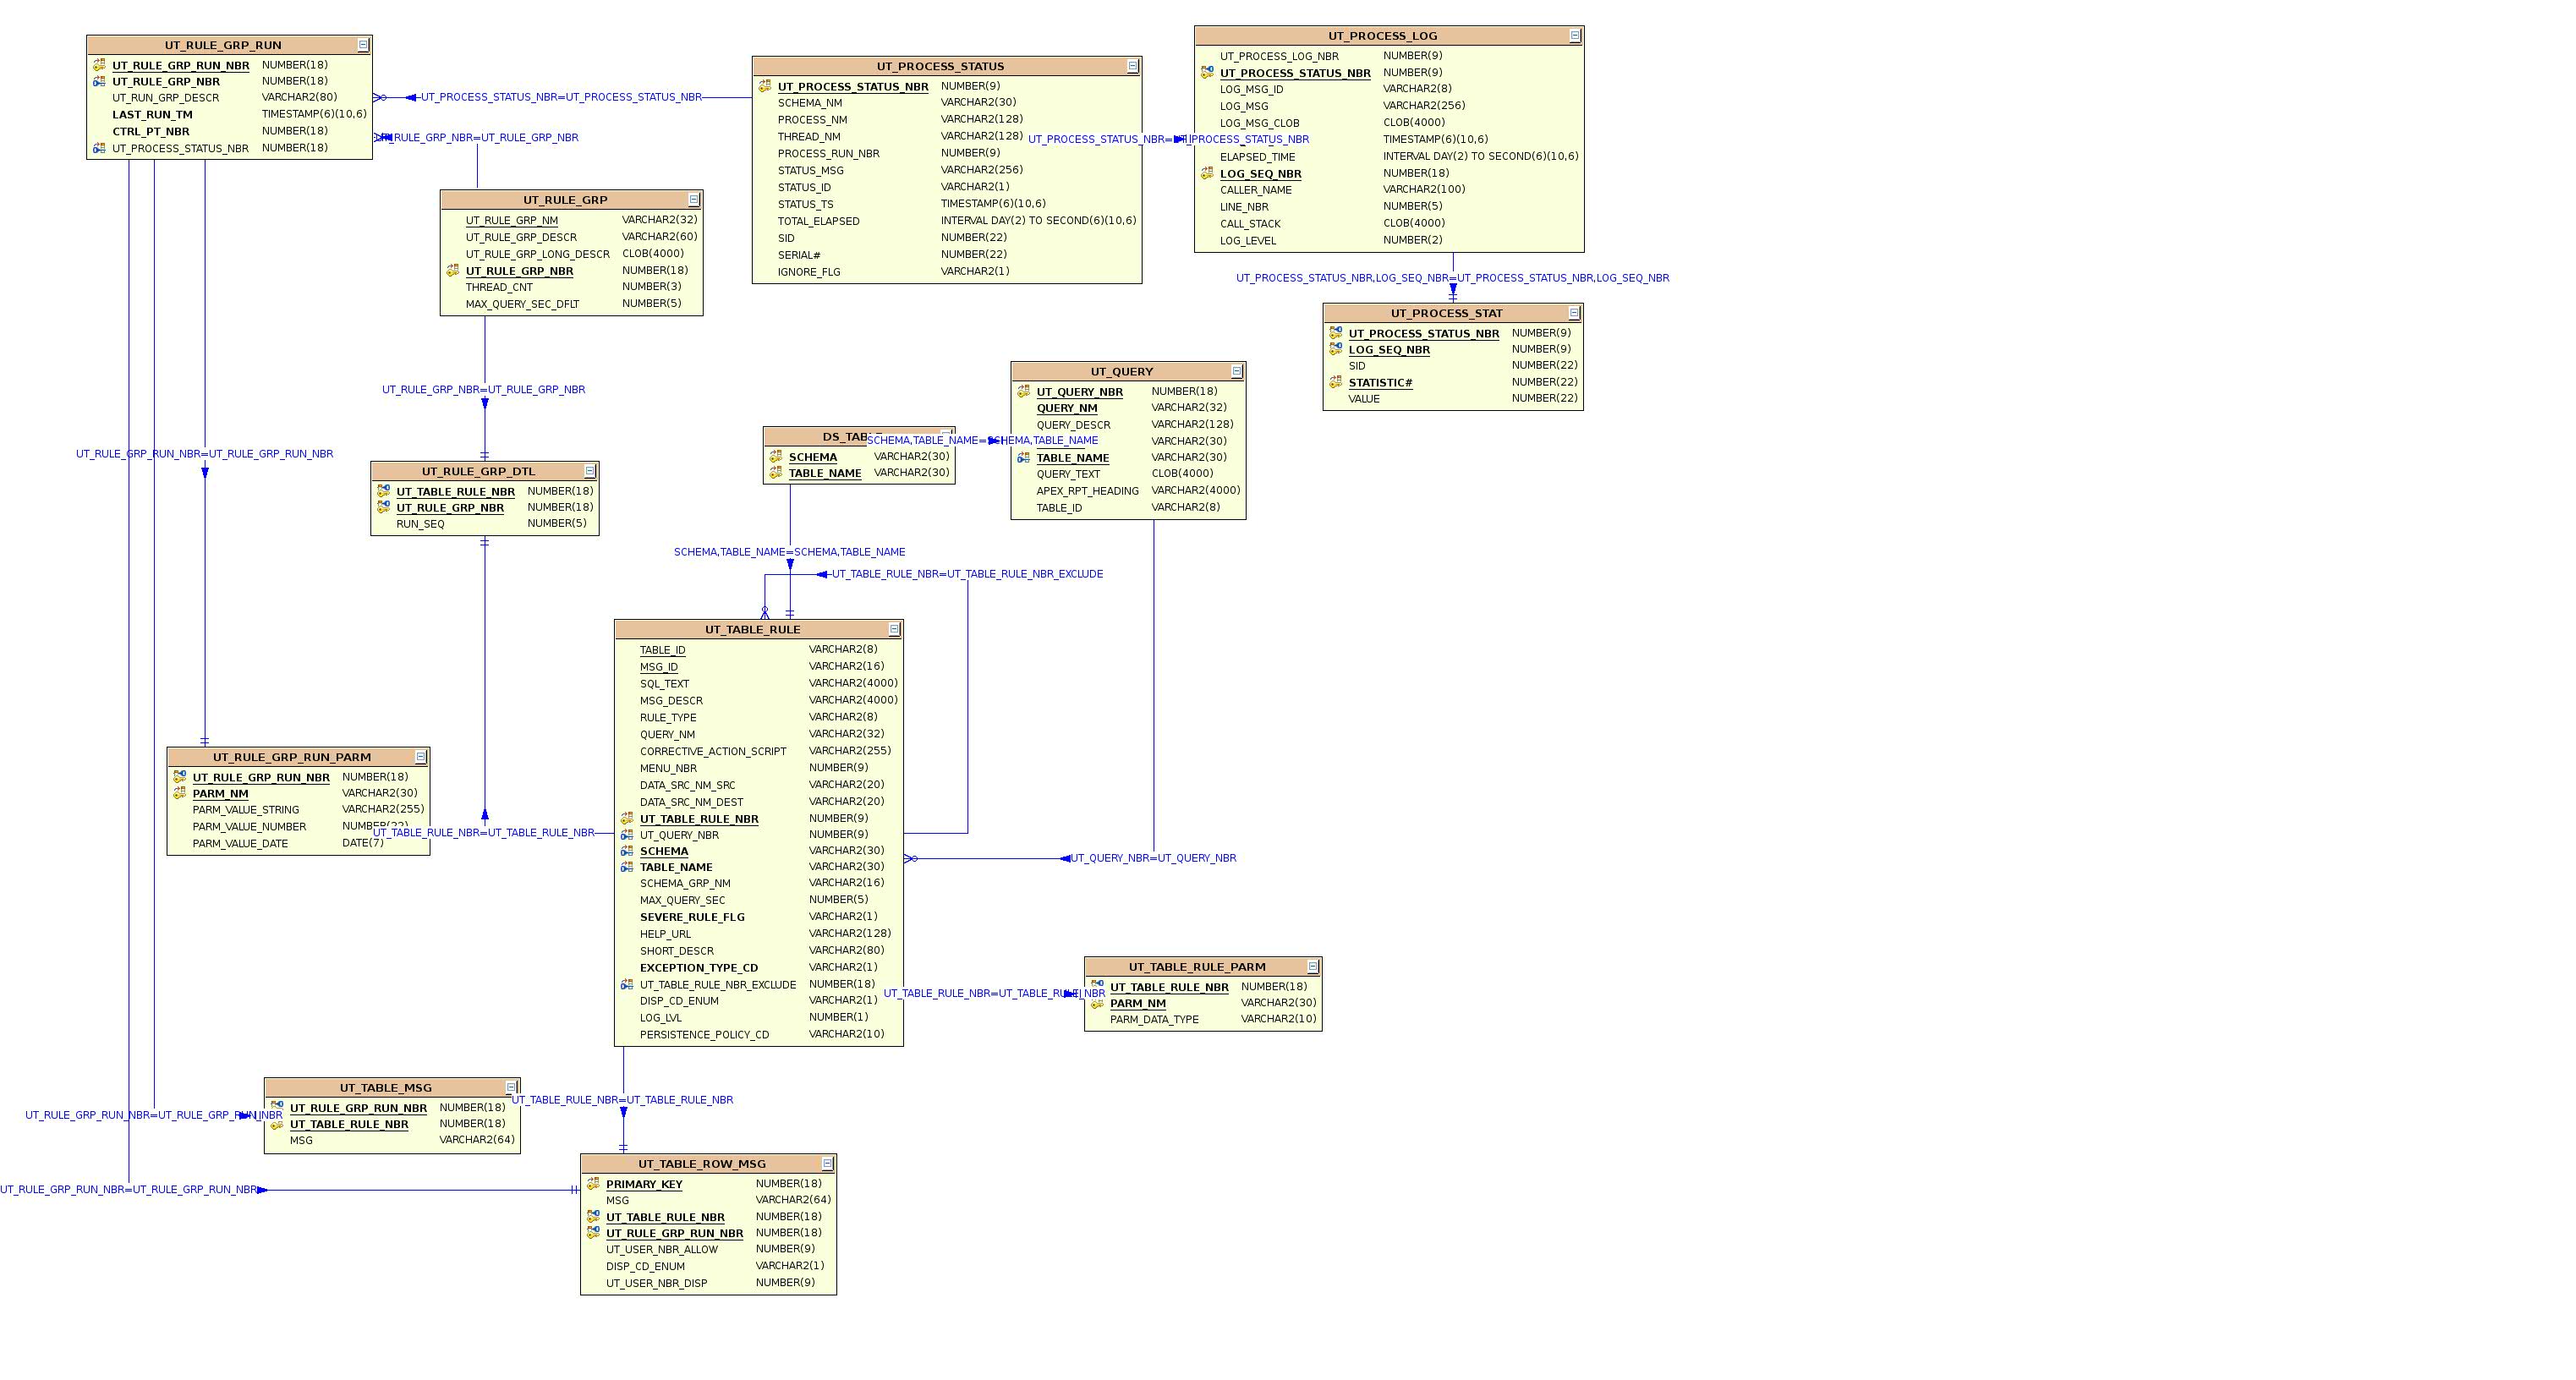 UT_RULE_GRP_RUN
UT_RULE_GRP_RUN_NBR NUMBER(18)
UT_RULE_GRP_NBR NUMBER(18)
UT_RUN_GRP_DESCR VARCHAR2(80)
LAST_RUN_TM TIMESTAMP(6)(10,6)
CTRL_PT_NBR NUMBER(18)
UT_PROCESS_STATUS_NBR NUMBER(18)
UT_PROCESS_STATUS_NBR=UT_PROCESS_STATUS_NBR
RULE_GRP_NBR=UT_RULE_GRP_NBR
UT_PROCESS_STATUS
UT_PROCESS_STATUS_NBR NUMBER(9)
SCHEMA_NM VARCHAR2(30)
PROCESS_NM VARCHAR2(128)
THREAD_NM VARCHAR2(128)
PROCESS_RUN_NBR NUMBER(9)
STATUS_MSG VARCHAR2(256)
STATUS_ID VARCHAR2(1)
STATUS_TS TIMESTAMP(6)(10,6)
TOTAL_ELAPSED INTERVAL DAY(2) TO SECOND(6)(10,6)
SID NUMBER(22)
SERIAL# NUMBER(22)
IGNORE_FLG VARCHAR2(1)
UT_PROCESS_STATUS_NBR=UT_PROCESS_STATUS_NBR
UT_PROCESS_LOG
UT_PROCESS_LOG_NBR NUMBER(9)
UT_PROCESS_STATUS_NBR NUMBER(9)
LOG_MSG_ID VARCHAR2(8)
LOG_MSG VARCHAR2(256)
LOG_MSG_CLOB CLOB(4000)
TIMESTAMP(6)(10,6)
ELAPSED_TIME INTERVAL DAY(2) TO SECOND(6)(10,6)
LOG_SEQ_NBR NUMBER(18)
CALLER_NAME VARCHAR2(100)
LINE_NBR NUMBER(5)
CALL_STACK CLOB(4000)
LOG_LEVEL NUMBER(2)
UT_PROCESS_STATUS_NBR,LOG_SEQ_NBR=UT_PROCESS_STATUS_NBR,LOG_SEQ_NBR
UT_PROCESS_STAT
UT_PROCESS_STATUS_NBR NUMBER(9)
LOG_SEQ_NBR NUMBER(9)
SID NUMBER(22)
STATISTIC# NUMBER(22)
VALUE NUMBER(22)
UT_RULE_GRP
UT_RULE_GRP_NM VARCHAR2(32)
UT_RULE_GRP_DESCR VARCHAR2(60)
UT_RULE_GRP_LONG_DESCR CLOB(4000)
UT_RULE_GRP_NBR NUMBER(18)
THREAD_CNT NUMBER(3)
MAX_QUERY_SEC_DFLT NUMBER(5)
UT_RULE_GRP_NBR=UT_RULE_GRP_NBR
UT_QUERY
UT_QUERY_NBR NUMBER(18)
QUERY_NM VARCHAR2(32)
QUERY_DESCR VARCHAR2(128)
VARCHAR2(30)
TABLE_NAME VARCHAR2(30)
QUERY_TEXT CLOB(4000)
APEX_RPT_HEADING VARCHAR2(4000)
TABLE_ID VARCHAR2(8)
DS_TABLE
SCHEMA VARCHAR2(30)
TABLE_NAME VARCHAR2(30)
SCHEMA,TABLE_NAME=SCHEMA,TABLE_NAME
UT_RULE_GRP_RUN_NBR=UT_RULE_GRP_RUN_NBR
UT_RULE_GRP_DTL
UT_TABLE_RULE_NBR NUMBER(18)
UT_RULE_GRP_NBR NUMBER(18)
RUN_SEQ NUMBER(5)
SCHEMA,TABLE_NAME=SCHEMA,TABLE_NAME
UT_TABLE_RULE_NBR=UT_TABLE_RULE_NBR_EXCLUDE
UT_TABLE_RULE
TABLE_ID VARCHAR2(8)
MSG_ID VARCHAR2(16)
SQL_TEXT VARCHAR2(4000)
MSG_DESCR VARCHAR2(4000)
RULE_TYPE VARCHAR2(8)
QUERY_NM VARCHAR2(32)
CORRECTIVE_ACTION_SCRIPT VARCHAR2(255)
MENU_NBR NUMBER(9)
DATA_SRC_NM_SRC VARCHAR2(20)
DATA_SRC_NM_DEST VARCHAR2(20)
UT_TABLE_RULE_NBR NUMBER(9)
UT_QUERY_NBR NUMBER(9)
SCHEMA VARCHAR2(30)
TABLE_NAME VARCHAR2(30)
SCHEMA_GRP_NM VARCHAR2(16)
MAX_QUERY_SEC NUMBER(5)
SEVERE_RULE_FLG VARCHAR2(1)
HELP_URL VARCHAR2(128)
SHORT_DESCR VARCHAR2(80)
EXCEPTION_TYPE_CD VARCHAR2(1)
UT_TABLE_RULE_NBR_EXCLUDE NUMBER(18)
DISP_CD_ENUM VARCHAR2(1)
LOG_LVL NUMBER(1)
PERSISTENCE_POLICY_CD VARCHAR2(10)
UT_RULE_GRP_RUN_PARM
UT_RULE_GRP_RUN_NBR NUMBER(18)
PARM_NM VARCHAR2(30)
PARM_VALUE_STRING VARCHAR2(255)
PARM_VALUE_NUMBER NUMBER(22)
PARM_VALUE_DATE DATE(7)
UT_TABLE_RULE_NBR=UT_TABLE_RULE_NBR
UT_QUERY_NBR=UT_QUERY_NBR
UT_TABLE_RULE_NBR=UT_TABLE_RULE_NBR
UT_TABLE_RULE_PARM
UT_TABLE_RULE_NBR NUMBER(18)
PARM_NM VARCHAR2(30)
PARM_DATA_TYPE VARCHAR2(10)
UT_TABLE_MSG
UT_RULE_GRP_RUN_NBR NUMBER(18)
UT_TABLE_RULE_NBR NUMBER(18)
MSG VARCHAR2(64)
UT_RULE_GRP_RUN_NBR=UT_RULE_GRP_RUN_NBR
UT_TABLE_RULE_NBR=UT_TABLE_RULE_NBR
UT_RULE_GRP_RUN_NBR=UT_RULE_GRP_RUN_NBR
UT_TABLE_ROW_MSG
PRIMARY_KEY NUMBER(18)
MSG VARCHAR2(64)
UT_TABLE_RULE_NBR NUMBER(18)
UT_RULE_GRP_RUN_NBR NUMBER(18)
UT_USER_NBR_ALLOW NUMBER(9)
DISP_CD_ENUM VARCHAR2(1)
UT_USER_NBR_DISP NUMBER(9)